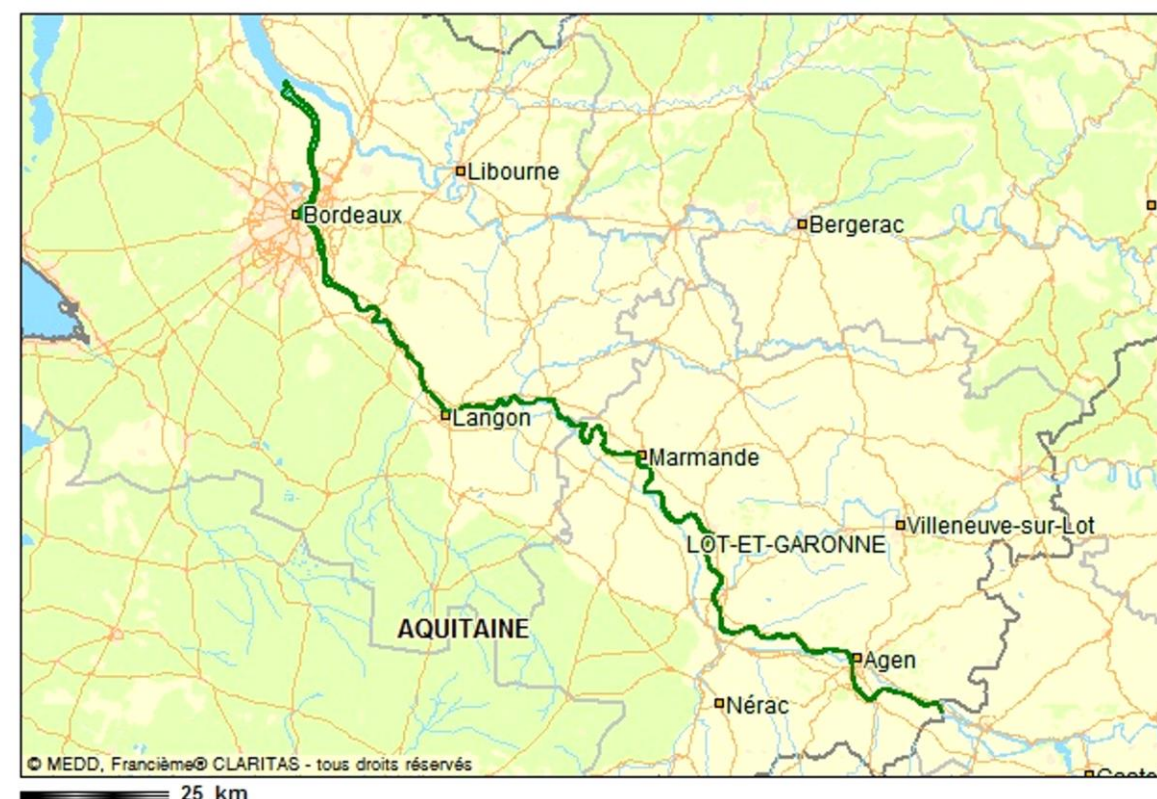 Libourne
Bordeaux
Bergerac
Langon
Marmande
Villeneuve-sur-Lot
LOT-ET-GARONNE
AQUITAINE
Agen
Nérac
© MEDD, Francième® CLARITAS - tous droits réservés
25 km